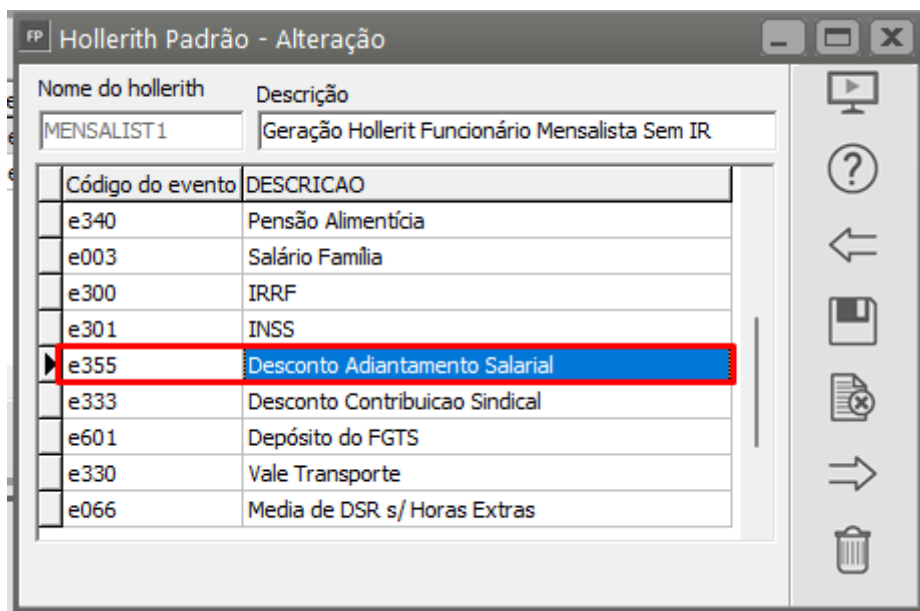 FP Hollerith Padrão - Alteração
Nome do hollerith Descrição
MENSALIST1 Geração Hollerit Funcionário Mensalista Sem IR
Código do evento DESCRICAO
e340 Pensão Alimentícia
e003 Salário Família
e300 IRRF
e301 INSS
e355 Desconto Adiantamento Salarial
e333 Desconto Contribuicao Sindical
e601 Depósito do FGTS
e330 Vale Transporte
e066 Media de DSR s/ Horas Extras